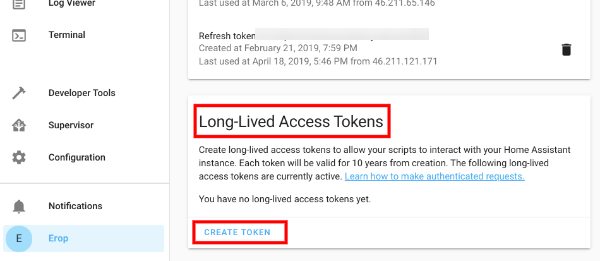 Log Viewer
Terminal
Developer Tools
Supervisor
Configuration
Notifications
E
Erop
Last used at March 6, 2019, 9:48 AM from 46.211.65.146
Refresh token
Created at February 21, 2019, 7:59 PM
Last used at April 18, 2019, 5:46 PM from 46.211.121.171
Long-Lived Access Tokens
Create long-lived access tokens to allow your scripts to interact with your Home Assistant
instance. Each token will be valid for 10 years from creation. The following long-lived
access tokens are currently active. Learn how to make authenticated requests.
You have no long-lived access tokens yet.
CREATE TOKEN